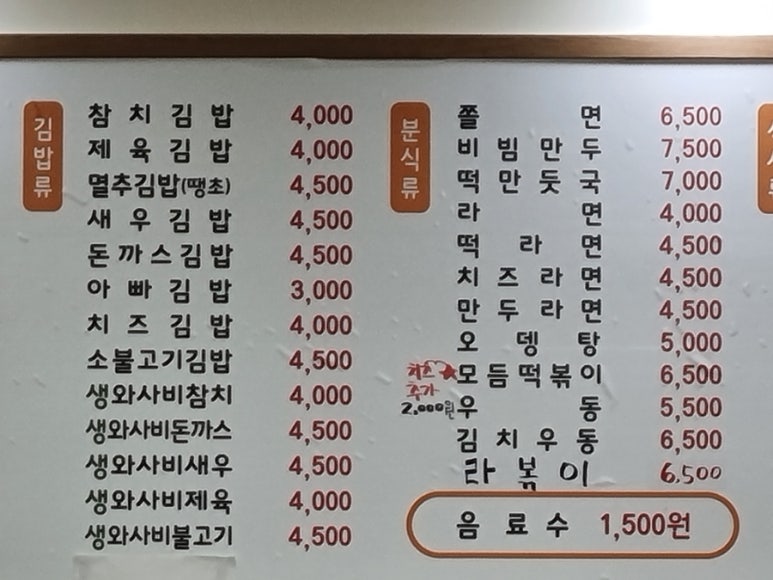 김밥류
참치김밥 4,000
제육김밥 4,000
멸추김밥(땡초) 4,500
새우김밥 4,500
돈까스김밥 4,500
아빠김밥 3,000
치즈김밥 4,000
소불고기김밥 4,500
생와사비참치 4,000
생와사비돈까스 4,500
생와사비새우 4,500
생와사비제육 4,000
생와사비불고기 4,500
분식류
쫄면 6,500
비빔만두 7,500
떡만둣국 7,000
라면 4,000
떡라면 4,500
치즈라면 4,500
만두라면 4,500
오뎅탕 5,000
모듬떡볶이 6,500
치즈
추가
2,000원
우동 5,500
김치우동 6,500
라볶이 6,500
음료수 1,500원